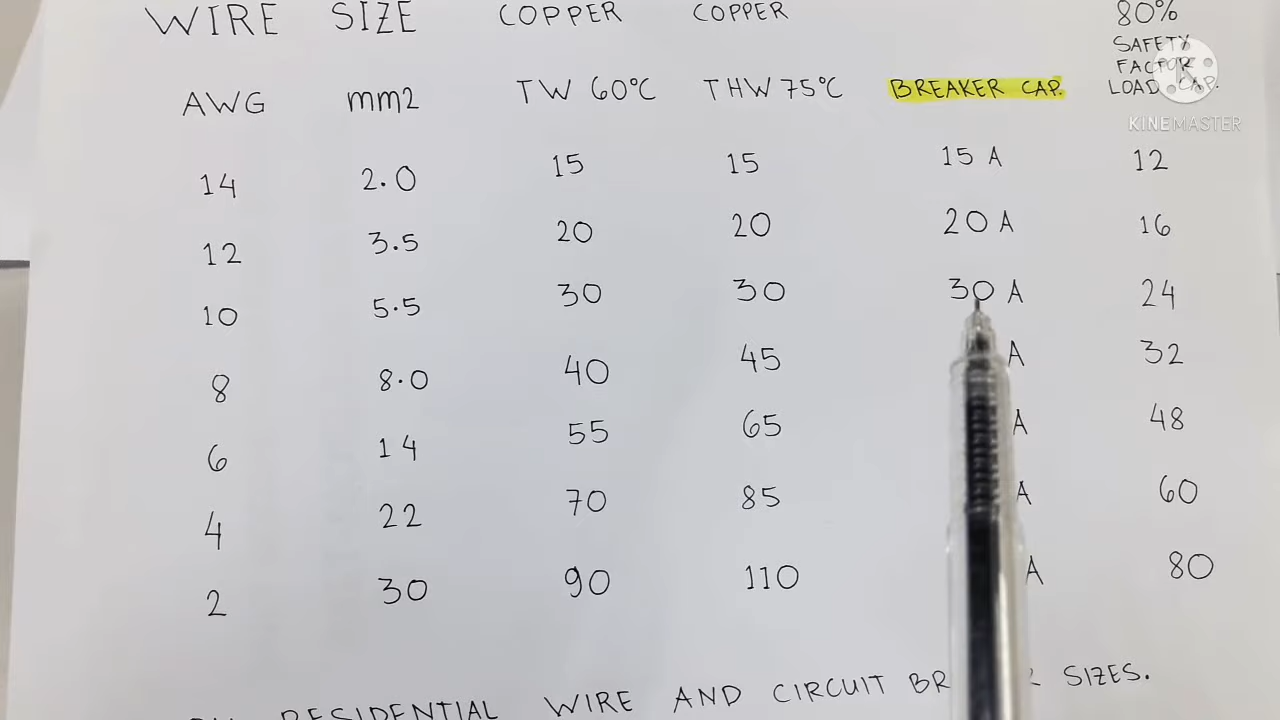 WIRE SIZE COPPER COPPER 80%
SAFETY
FACTOR
AWG mm2 TW 60°C THW 75°C BREAKER CAP. LOAD CAP.
KINEMASTER
14 2.0 15 15 15 A 12
12 3.5 20 20 20 A 16
10 5.5 30 30 30 A 24
8 8.0 40 45 A 32
6 14 55 65 A 48
4 22 70 85 A 60
2 30 90 110 A 80
RESIDENTIAL WIRE AND CIRCUIT SIZES.